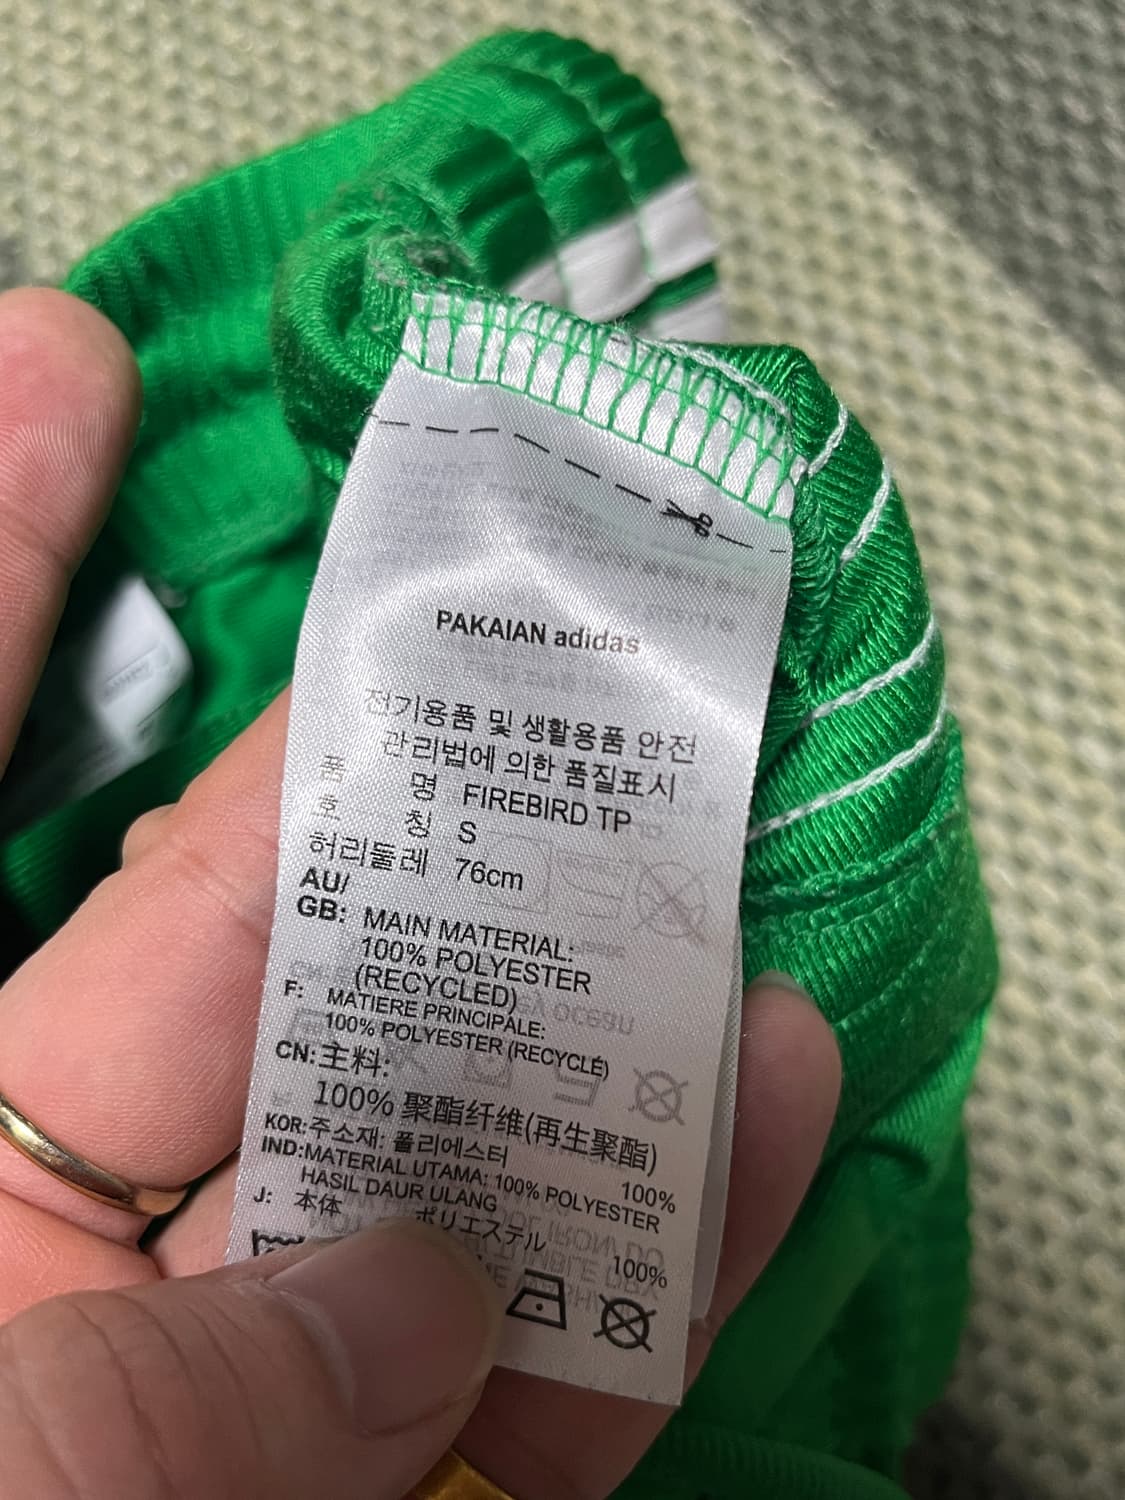 PAKAIAN adidas
전기용품 및 생활용품 안전
관리법에 의한 품질표시
품 명 FIREBIRD TP
호 칭 S
허리둘레 76cm
AU/
GB: MAIN MATERIAL:
100% POLYESTER
(RECYCLED)
F: MATIERE PRINCIPALE:
100% POLYESTER (RECYCLÉ)
CN:主料:
100% 聚酯纤维(再生聚酯)
KOR:주소재: 폴리에스터
100%
IND:MATERIAL UTAMA: 100% POLYESTER
HASIL DAUR ULANG
J: 本体 ポリエステル
100%